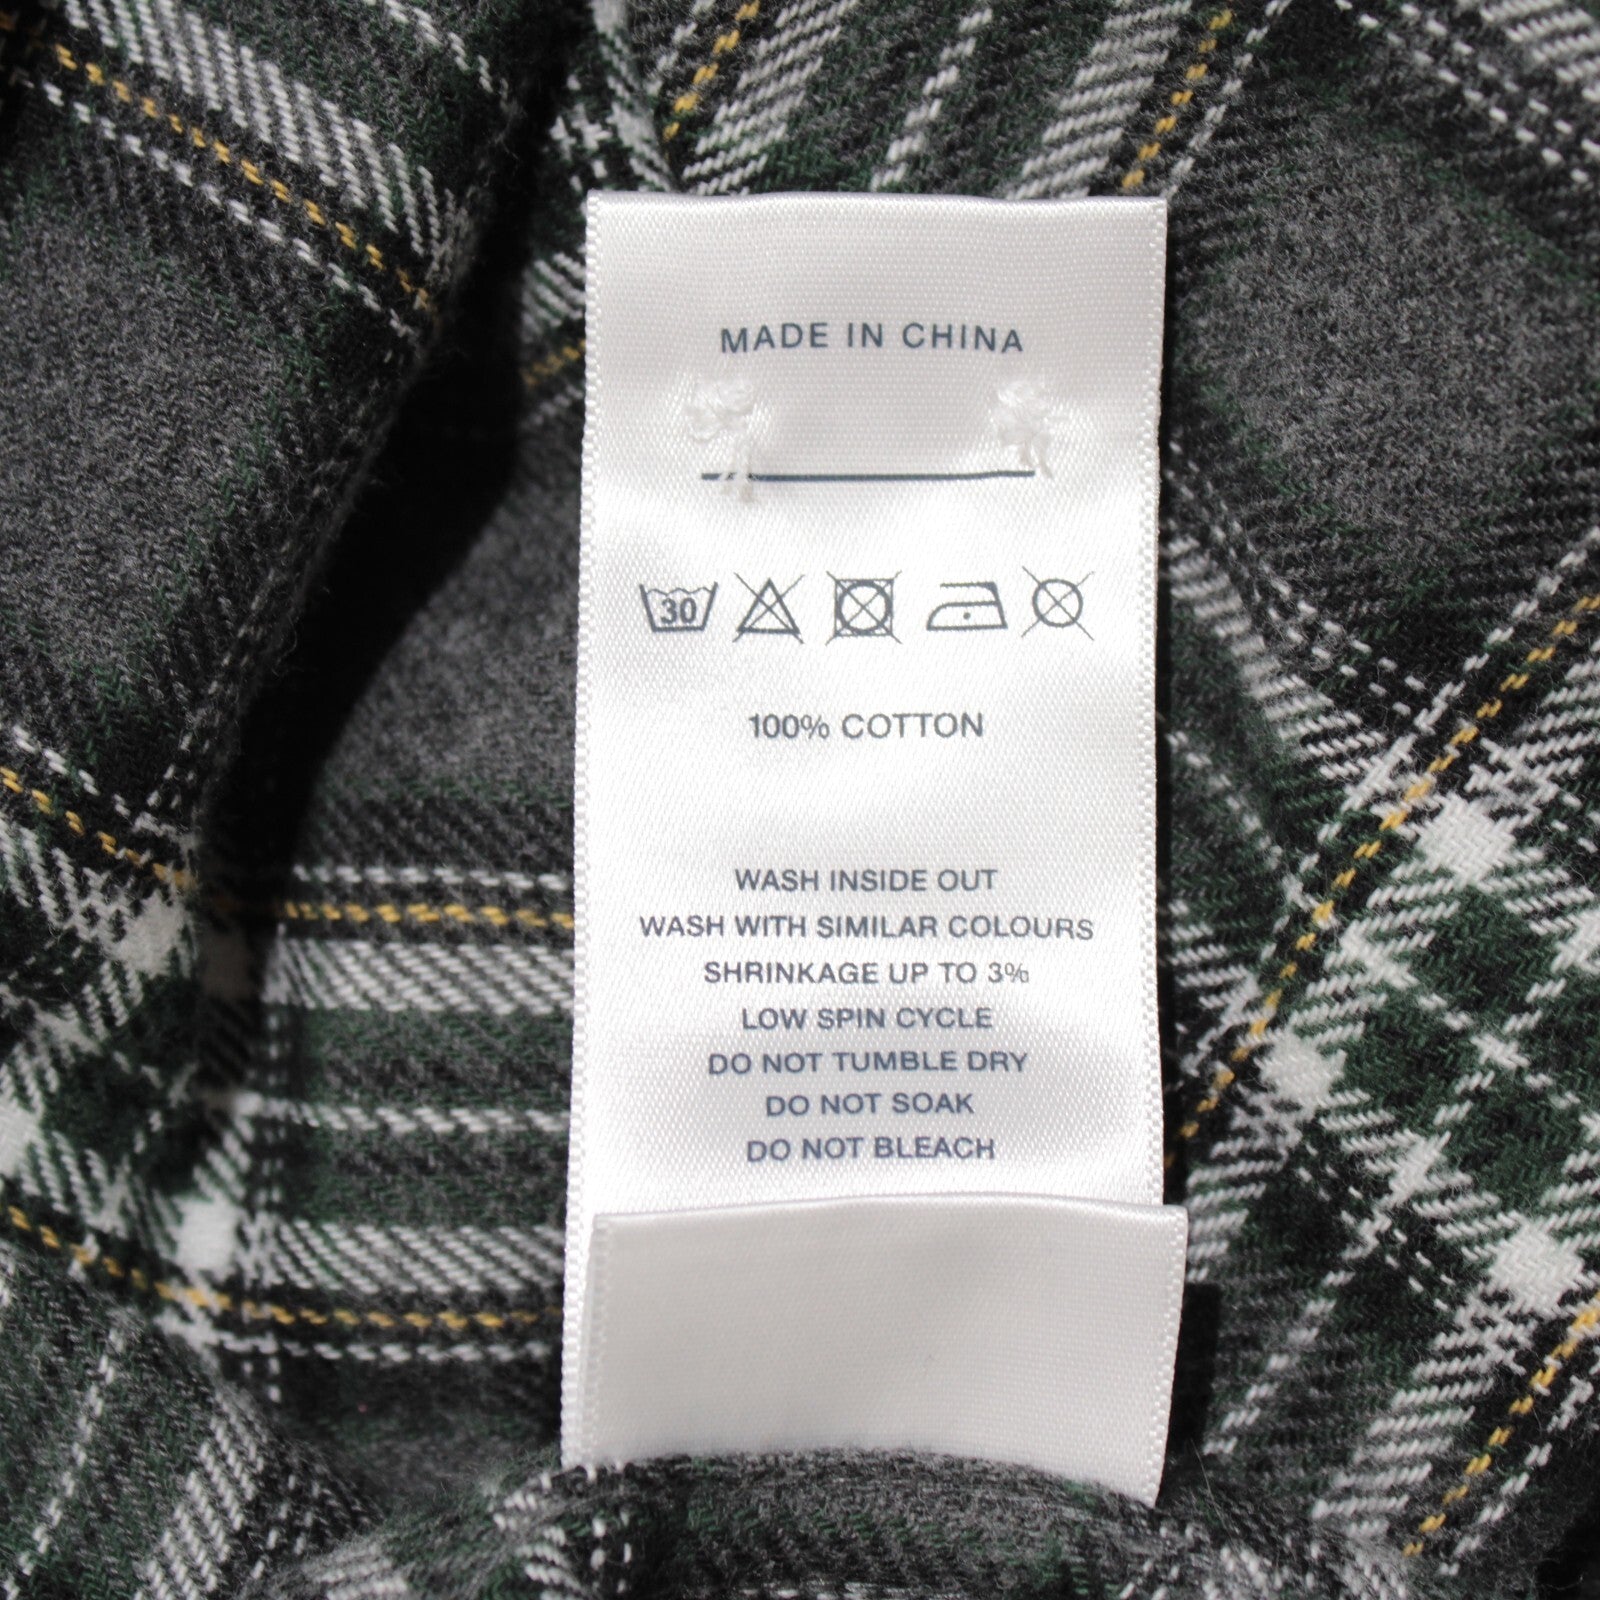 MADE IN CHINA
30
100% COTTON
WASH INSIDE OUT
WASH WITH SIMILAR COLOURS
SHRINKAGE UP TO 3%
LOW SPIN CYCLE
DO NOT TUMBLE DRY
DO NOT SOAK
DO NOT BLEACH